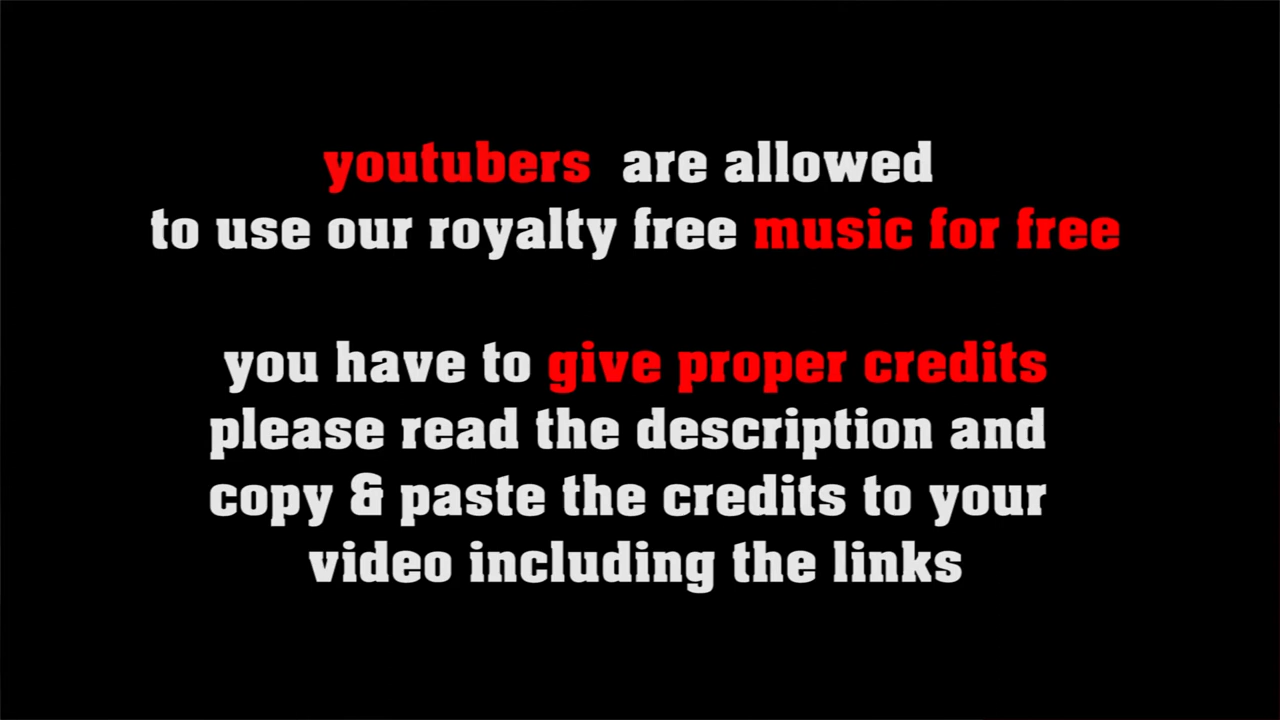 youtubers are allowed
to use our royalty free music for free
you have to give proper credits
please read the description and
copy & paste the credits to your
video including the links